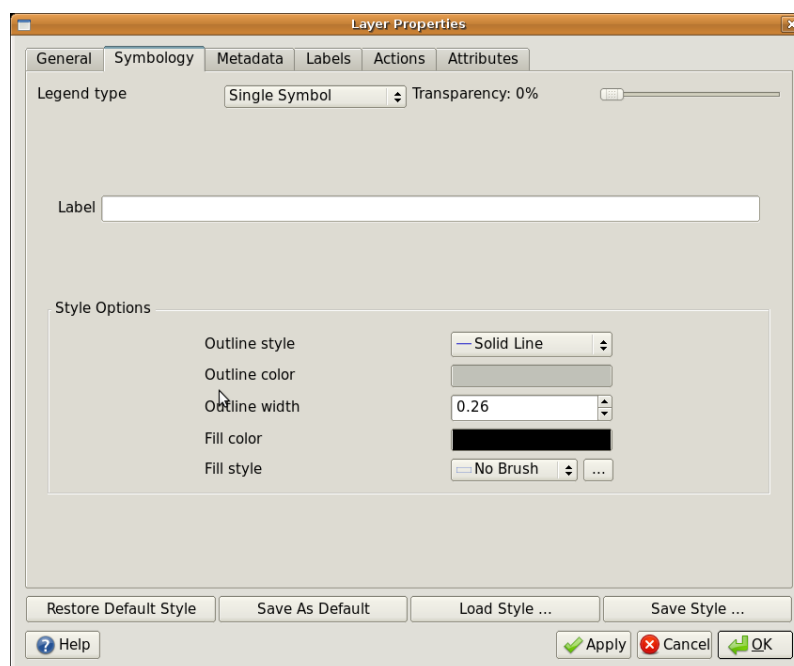 Layer Properties
General Symbology Metadata Labels Actions Attributes
Legend type Single Symbol Transparency: 0%
Label
Style Options
Outline style Solid Line
Outline color
Outline width 0.26
Fill color
Fill style No Brush ...
Restore Default Style Save As Default Load Style ... Save Style ...
Help Apply Cancel OK